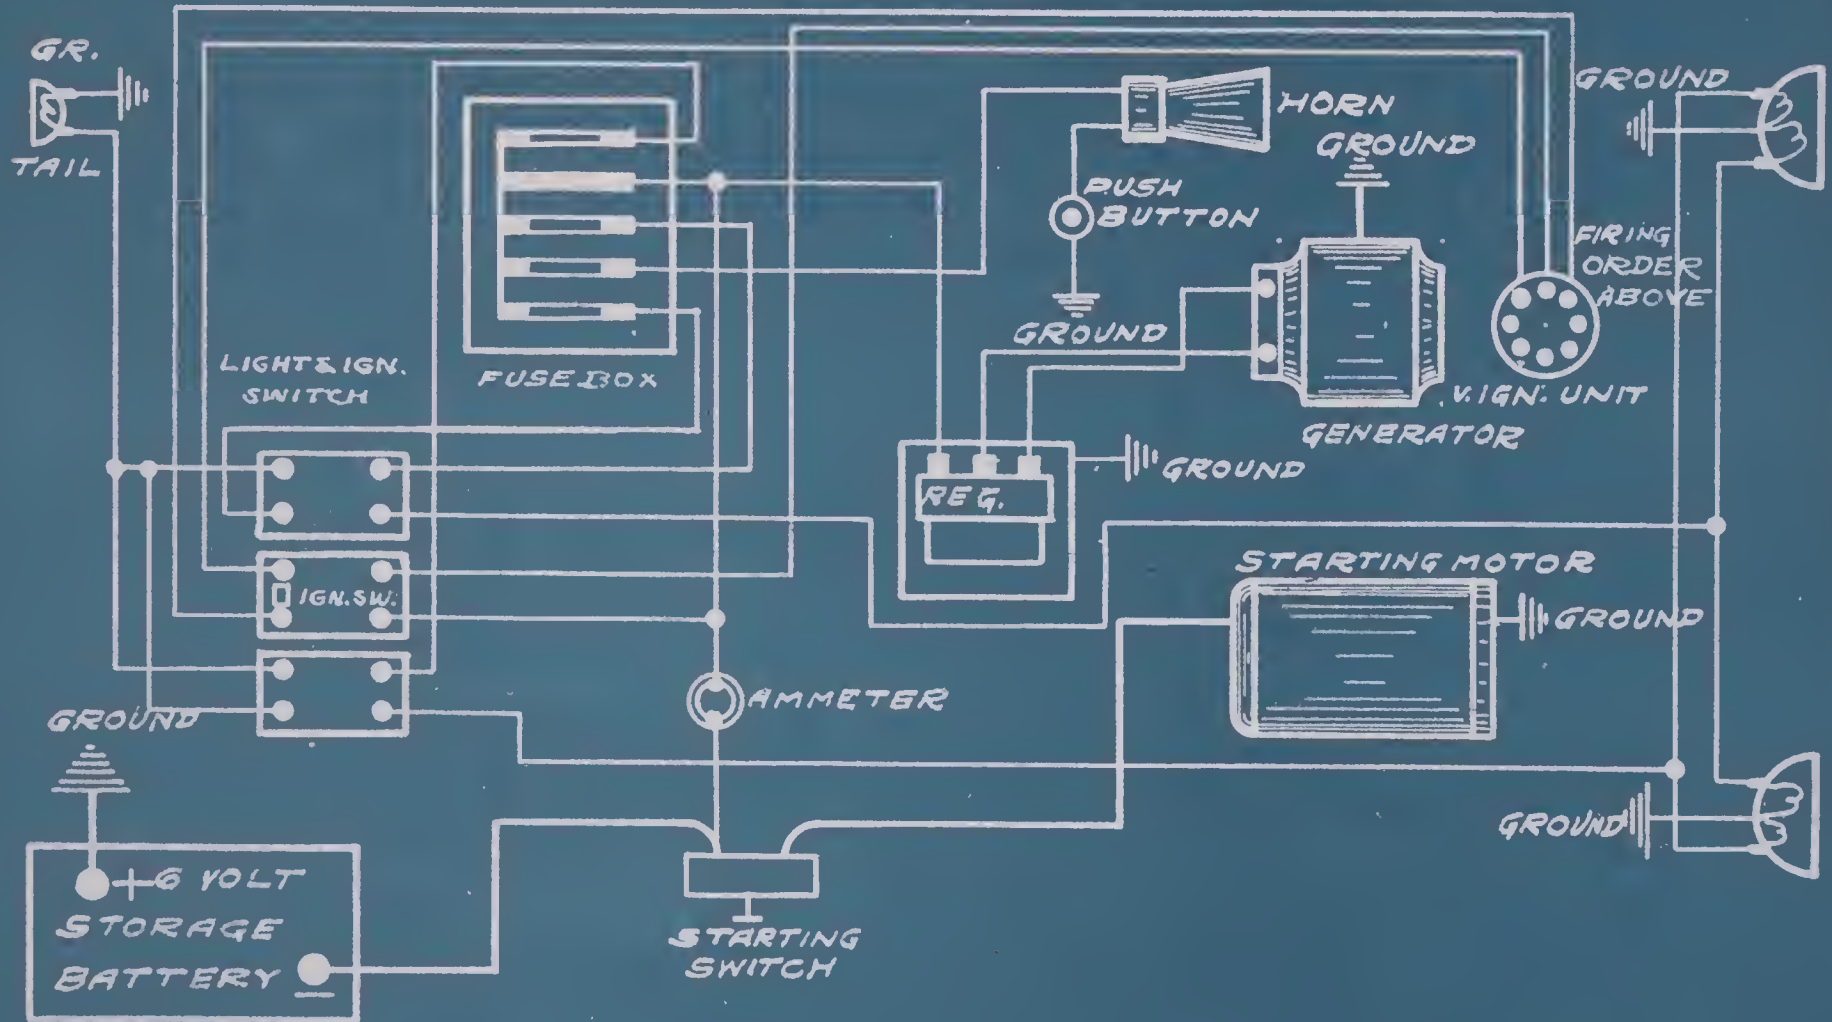 GR.
TAIL
FUSE BOX
HORN
PUSH
BUTTON
GROUND
GROUND
GENERATOR
GROUND
FIRING
ORDER
ABOVE
V. IGN. UNIT
LIGHT & IGN.
SWITCH
IGN. SW.
REG.
GROUND
STARTING MOTOR
GROUND
AMMETER
GROUND
+6 VOLT
STORAGE
BATTERY –
STARTING
SWITCH
GROUND